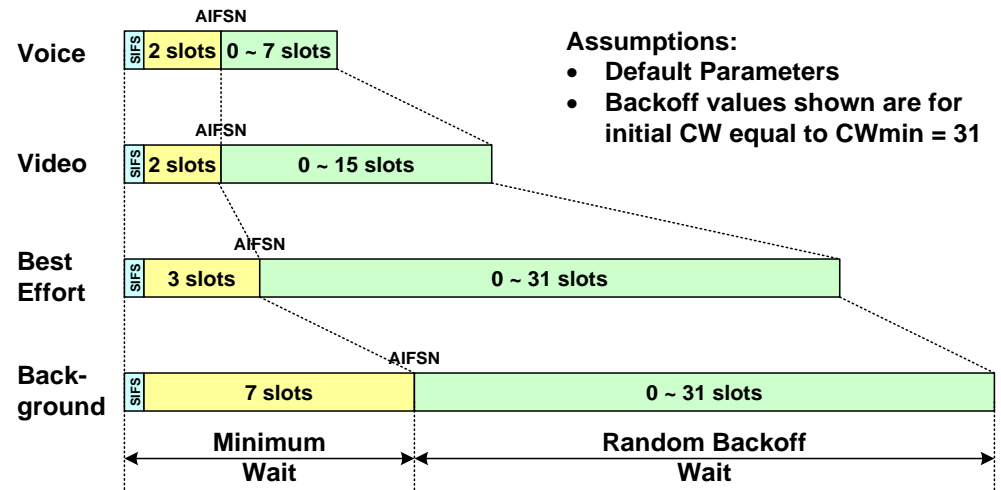 AIFSN
Voice SIFS 2 slots 0 ~ 7 slots
Assumptions:
• Default Parameters
• Backoff values shown are for
initial CW equal to CWmin = 31
AIFSN
Video SIFS 2 slots 0 ~ 15 slots
AIFSN
Best
Effort
SIFS 3 slots 0 ~ 31 slots
AIFSN
Back-
ground
SIFS 7 slots 0 ~ 31 slots
Minimum
Wait
Random Backoff
Wait